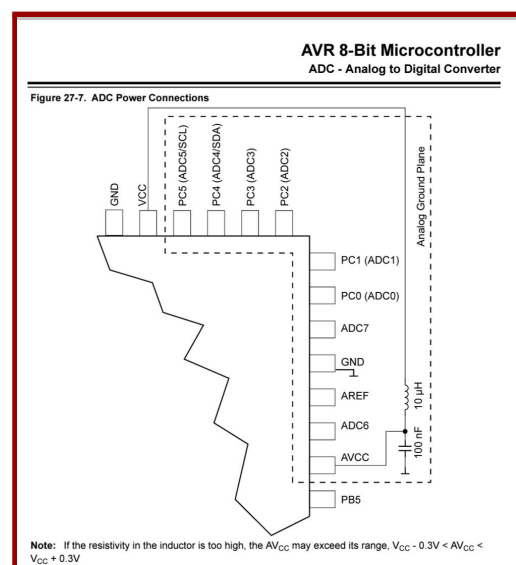 AVR 8-Bit Microcontroller
ADC - Analog to Digital Converter
Figure 27-7. ADC Power Connections
GND
VCC
PC5 (ADC5/SCL)
PC4 (ADC4/SDA)
PC3 (ADC3)
PC2 (ADC2)
Analog Ground Plane
PC1 (ADC1)
PC0 (ADC0)
ADC7
GND
AREF
ADC6
AVCC
PB5
10 μH
100 nF
Note: If the resistivity in the inductor is too high, the AVCC may exceed its range, VCC - 0.3V < AVCC <
VCC + 0.3V